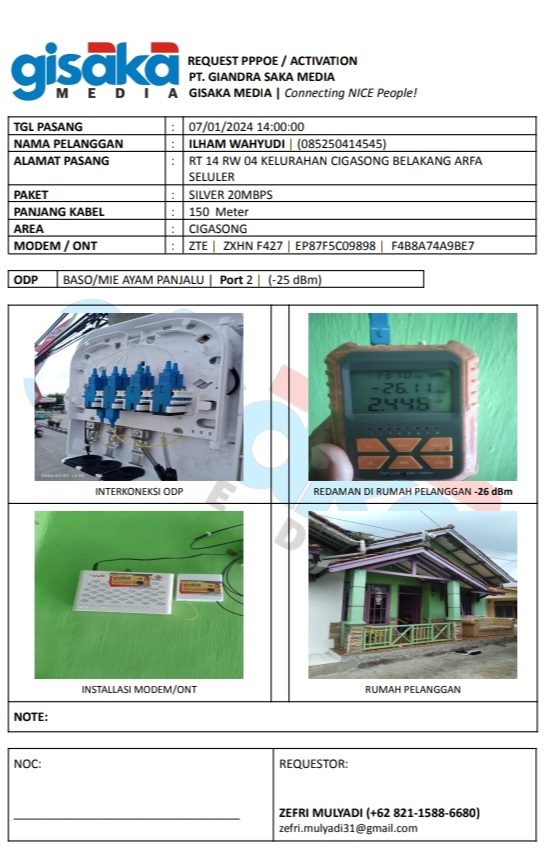 gisaka
MEDIA
REQUEST PPPOE / ACTIVATION
PT. GIANDRA SAKA MEDIA
GISAKA MEDIA | Connecting NICE People!
TGL PASANG : 07/01/2024 14:00:00
NAMA PELANGGAN : ILHAM WAHYUDI | (085250414545)
ALAMAT PASANG : RT 14 RW 04 KELURAHAN CIGASONG BELAKANG ARFA
SELULER
PAKET : SILVER 20MBPS
PANJANG KABEL : 150 Meter
AREA : CIGASONG
MODEM / ONT : ZTE | ZXHN F427 | EP87F5C09898 | F4B8A74A9BE7
ODP BASO/MIE AYAM PANJALU | Port 2 | (-25 dBm)
1310
-26.11
2.448
INTERKONEKSI ODP
REDAMAN DI RUMAH PELANGGAN -26 dBm
gisaka
INSTALLASI MODEM/ONT
RUMAH PELANGGAN
NOTE:
NOC:
REQUESTOR:
ZEFRI MULYADI (+62 821-1588-6680)
zefri.mulyadi31@gmail.com